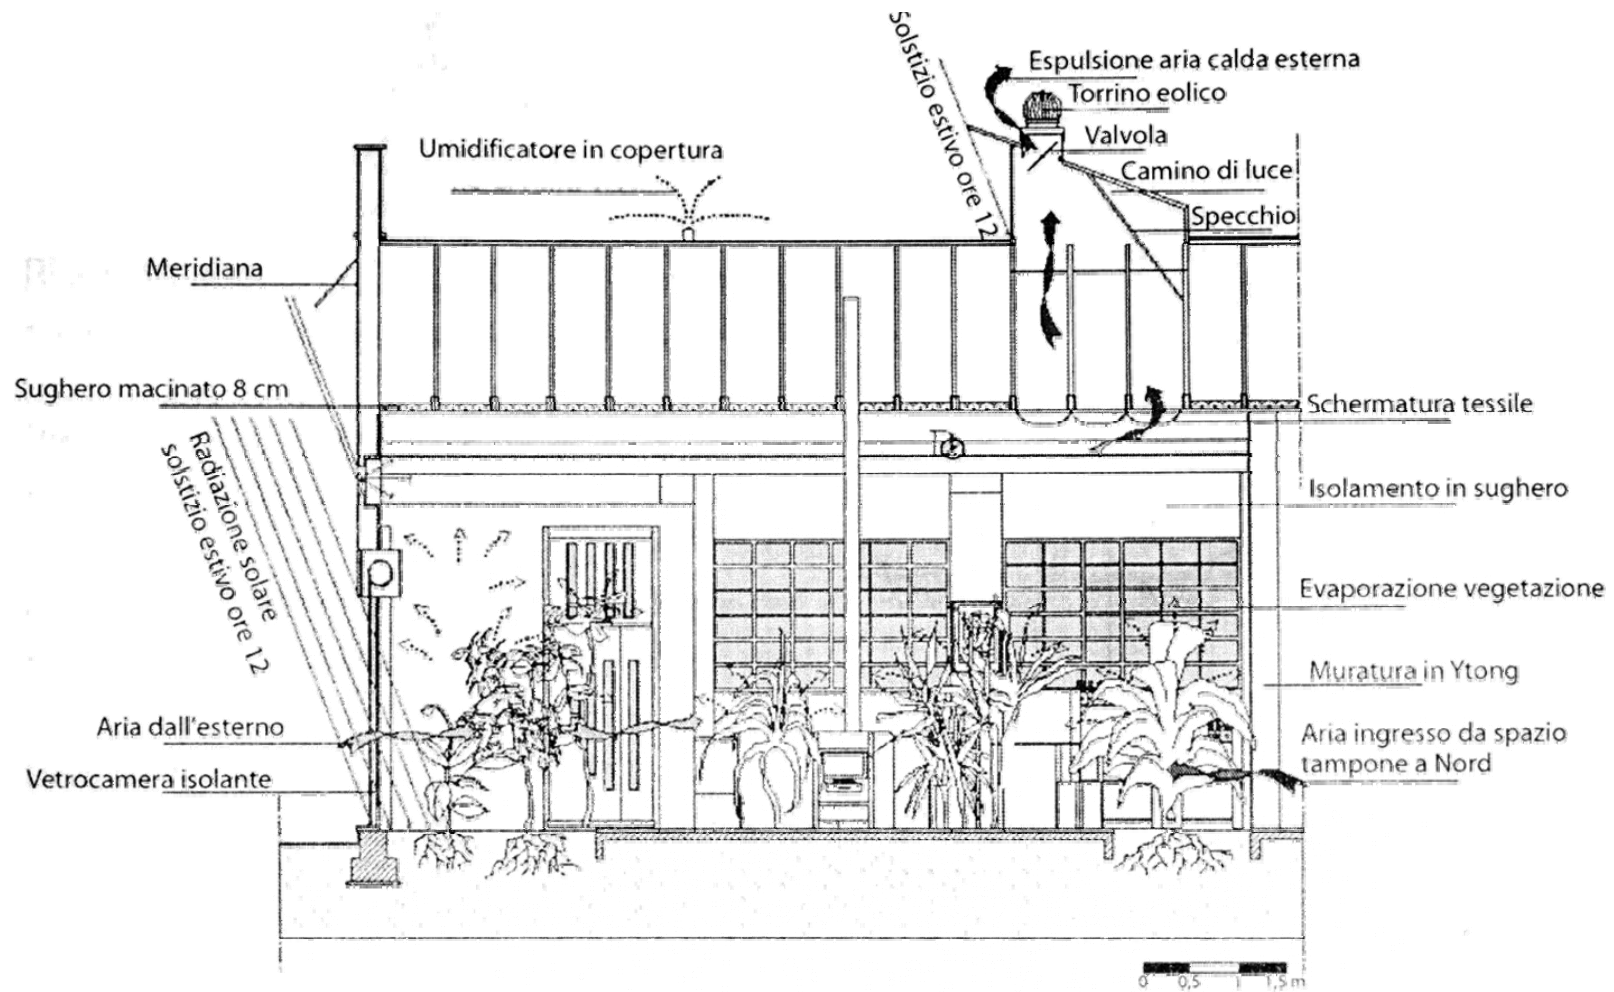 Solstizio estivo ore 12
Espulsione aria calda esterna
Torrino eolico
Valvola
Umidificatore in copertura
Camino di luce
Specchio
Meridiana
Sughero macinato 8 cm
Schermatura tessile
Radiazione solare
solstizio estivo ore 12
Isolamento in sughero
Evaporazione vegetazione
Muratura in Ytong
Aria dall'esterno
Aria ingresso da spazio
tampone a Nord
Vetrocamera isolante
0 0,5 1 1,5 m